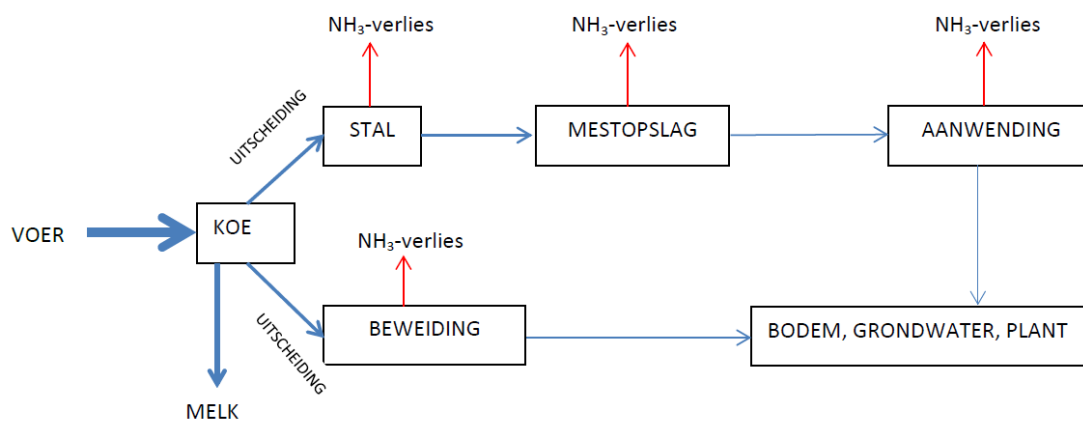 NH₃-verlies
NH₃-verlies
NH₃-verlies
UITSCHEIDING
STAL
MESTOPSLAG
AANWENDING
VOER
KOE
NH₃-verlies
UITSCHEIDING
BEWEIDING
BODEM, GRONDWATER, PLANT
MELK